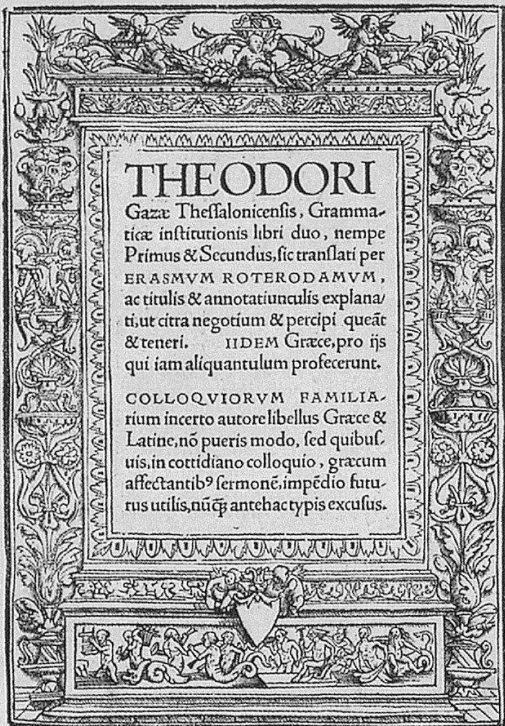 THEODORI
Gazæ Theſſalonicenſis, Gramma-
ticæ inſtitutionis libri duo, nempe
Primus & Secundus, ſic tranſlati per
ERASMVM ROTERODAMVM,
ac titulis & annotatiunculis explana-
ti, ut citra negotium & percipi queāt
& teneri. IIDEM Græce, pro ijs
qui iam aliquantulum profecerunt.
COLLOQVIORVM FAMILIA-
rium incerto autore libellus Græce &
Latine, nō pueris modo, ſed quibuſ-
uis, in cottidiano colloquio, græcum
affectantibꝰ ſermonē, impēdio futu-
rus utilis, nūꝙ̄ antehac typis excuſus.